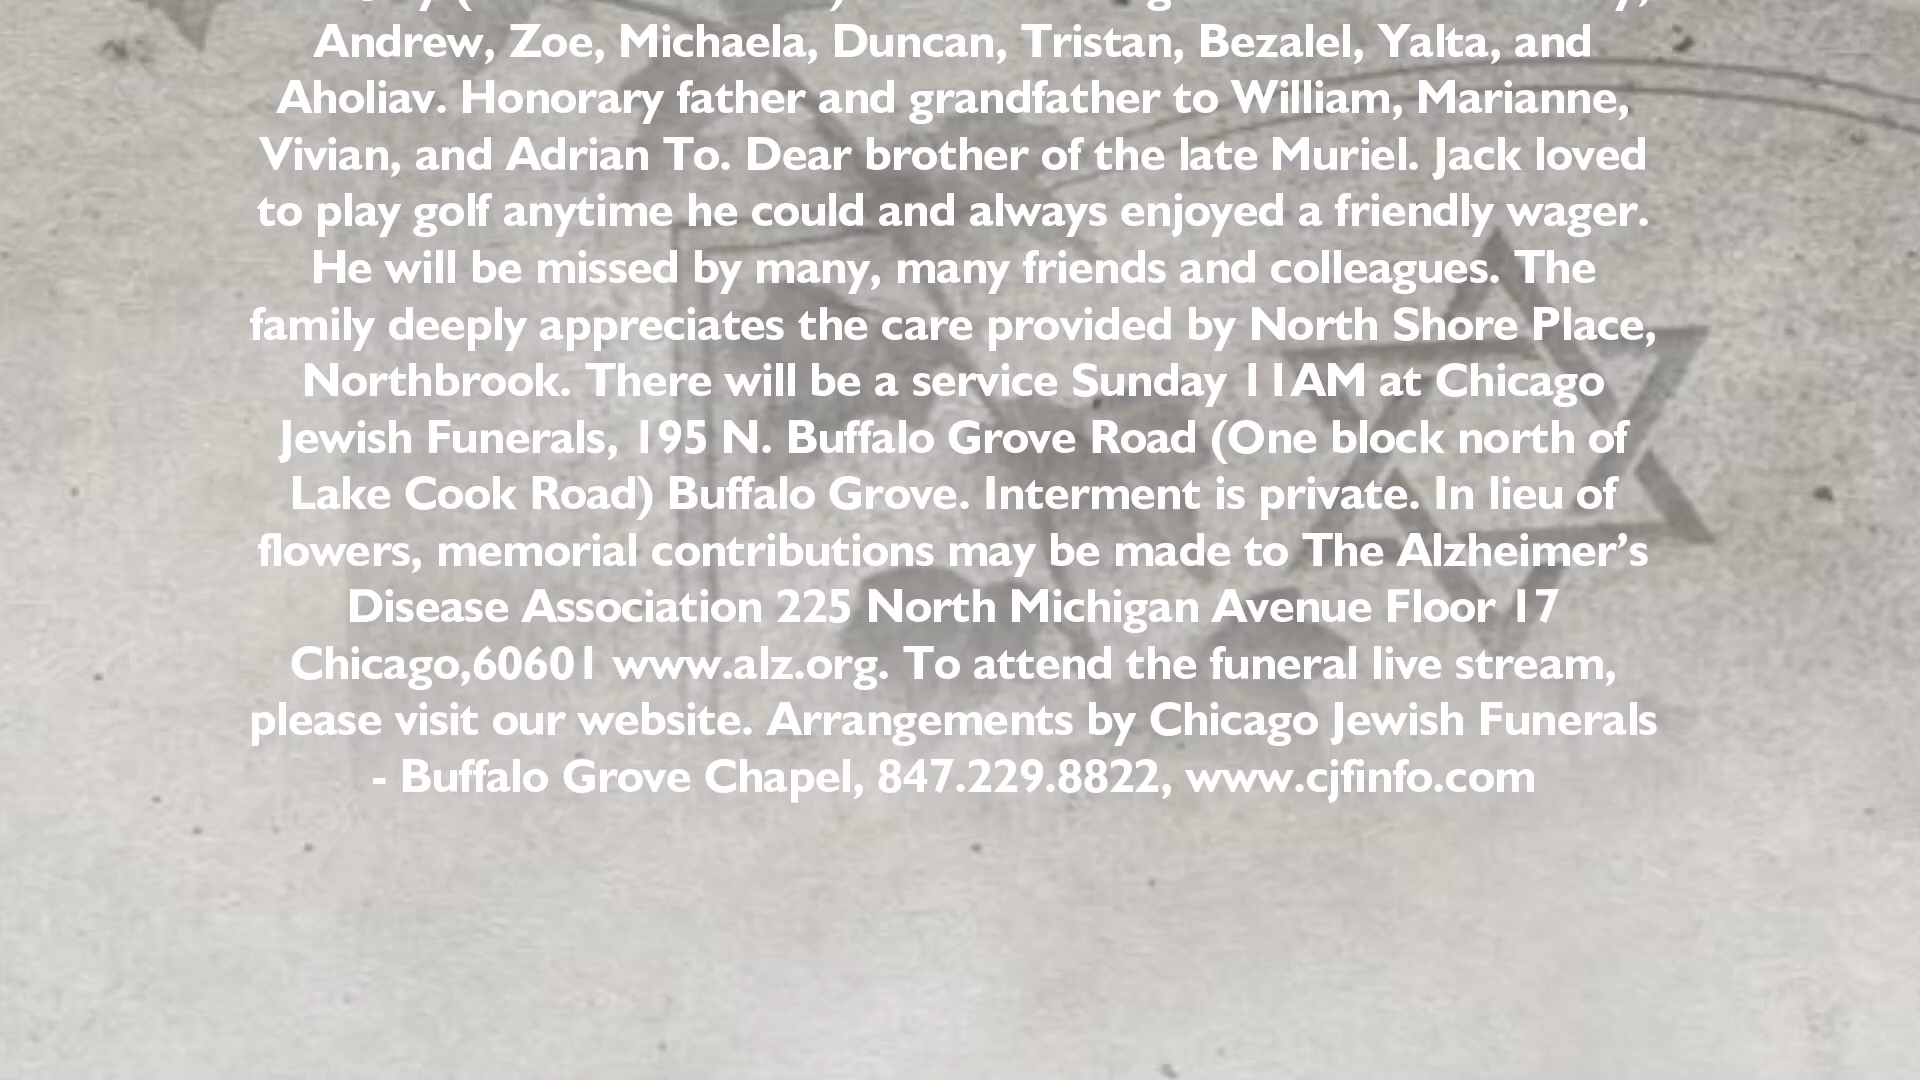 Andrew, Zoe, Michaela, Duncan, Tristan, Bezalel, Yalta, and
Aholiav. Honorary father and grandfather to William, Marianne,
Vivian, and Adrian To. Dear brother of the late Muriel. Jack loved
to play golf anytime he could and always enjoyed a friendly wager.
He will be missed by many, many friends and colleagues. The
family deeply appreciates the care provided by North Shore Place,
Northbrook. There will be a service Sunday 11AM at Chicago
Jewish Funerals, 195 N. Buffalo Grove Road (One block north of
Lake Cook Road) Buffalo Grove. Interment is private. In lieu of
flowers, memorial contributions may be made to The Alzheimer’s
Disease Association 225 North Michigan Avenue Floor 17
Chicago,60601 www.alz.org. To attend the funeral live stream,
please visit our website. Arrangements by Chicago Jewish Funerals
- Buffalo Grove Chapel, 847.229.8822, www.cjfinfo.com